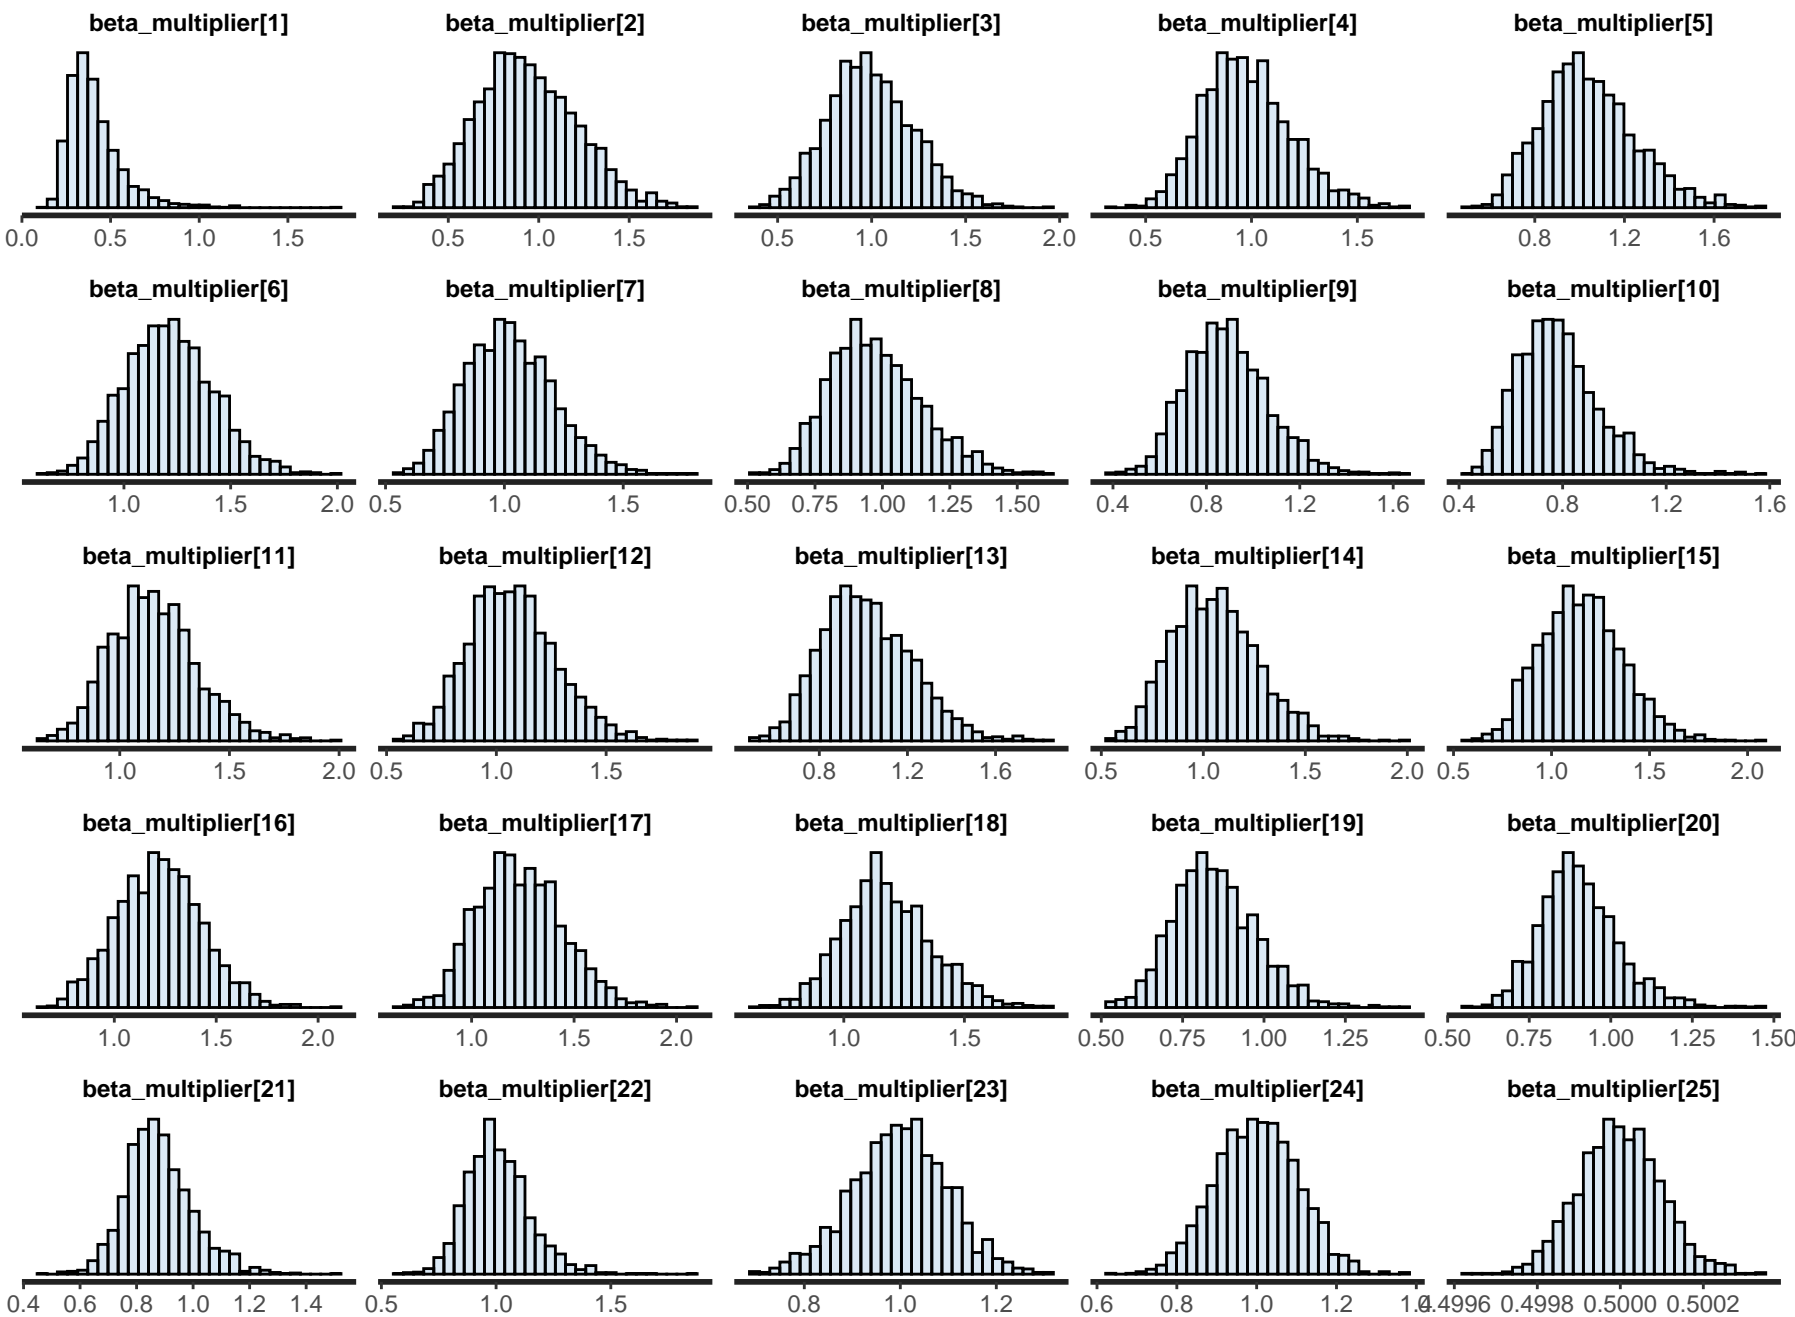 beta_multiplier[1] beta_multiplier[2] beta_multiplier[3] beta_multiplier[4] beta_multiplier[5]
0.0 0.5 1.0 1.5 0.5 1.0 1.5 0.5 1.0 1.5 2.0 0.5 1.0 1.5 0.8 1.2 1.6
beta_multiplier[6] beta_multiplier[7] beta_multiplier[8] beta_multiplier[9] beta_multiplier[10]
1.0 1.5 2.0 0.5 1.0 1.5 0.50 0.75 1.00 1.25 1.50 0.4 0.8 1.2 1.6 0.4 0.8 1.2 1.6
beta_multiplier[11] beta_multiplier[12] beta_multiplier[13] beta_multiplier[14] beta_multiplier[15]
1.0 1.5 2.0 0.5 1.0 1.5 0.8 1.2 1.6 0.5 1.0 1.5 2.0 0.5 1.0 1.5 2.0
beta_multiplier[16] beta_multiplier[17] beta_multiplier[18] beta_multiplier[19] beta_multiplier[20]
1.0 1.5 2.0 1.0 1.5 2.0 1.0 1.5 0.50 0.75 1.00 1.25 0.50 0.75 1.00 1.25 1.50
beta_multiplier[21] beta_multiplier[22] beta_multiplier[23] beta_multiplier[24] beta_multiplier[25]
0.4 0.6 0.8 1.0 1.2 1.4 0.5 1.0 1.5 0.8 1.0 1.2 0.6 0.8 1.0 1.2 1.4 0.4996 0.4998 0.5000 0.5002